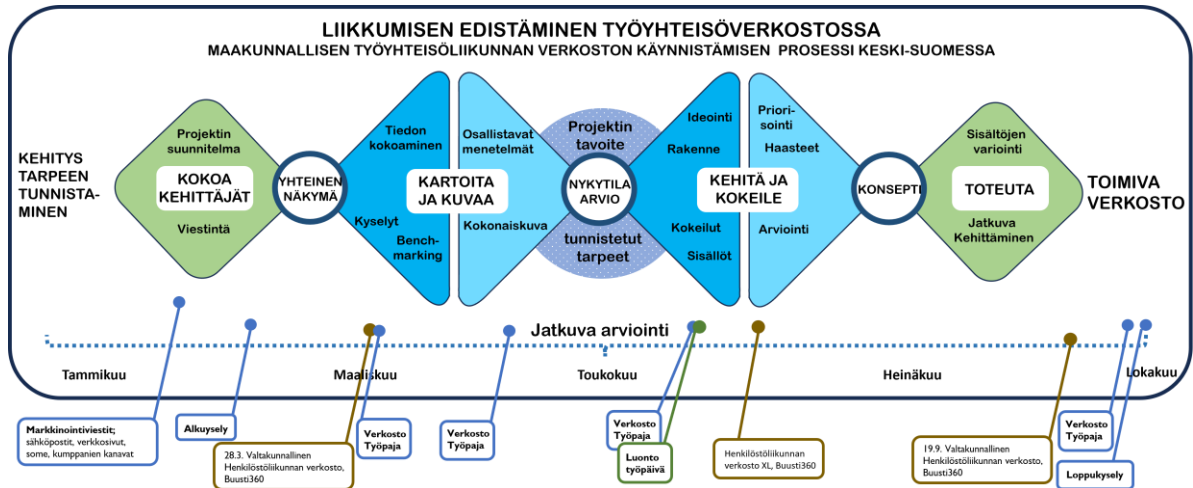 LIIKKUMISEN EDISTÄMINEN TYÖYHTEISÖVERKOSTOSSA
MAAKUNNALLISEN TYÖYHTEISÖLIIKUNNAN VERKOSTON KÄYNNISTÄMISEN PROSESSI KESKI-SUOMESSA
KEHITYS
TARPEEN
TUNNISTA-
MINEN
Projektin
suunnitelma
KOKOA
KEHITTÄJÄT
Viestintä
YHTEINEN
NÄKYMÄ
Tiedon
kokoaminen
Kyselyt
Bench-
marking
Osallistavat
menetelmät
KARTOITA
JA KUVAA
Kokonaiskuva
Projektin
tavoite
NYKYTILA
ARVIO
tunnistetut
tarpeet
Ideointi
Rakenne
KEHITÄ JA
KOKEILE
Kokeilut
Sisällöt
Priori-
sointi
Haasteet
Arviointi
KONSEPTI
Sisältöjen
variointi
TOTEUTA
Jatkuva
Kehittäminen
TOIMIVA
VERKOSTO
Jatkuva arviointi
Tammikuu
Maaliskuu
Toukokuu
Heinäkuu
Lokakuu
Markkinointiviestit;
sähköpostit, verkkosivut,
some, kumppanien kanavat
Alkuysely
28.3. Valtakunnallinen
Henkilöstöliikunnan verkosto,
Buusti360
Verkosto
Työpaja
Verkosto
Työpaja
Verkosto
Työpaja
Luonto
työpäivä
Henkilöstöliikunnan
verkosto XL, Buusti360
19.9. Valtakunnallinen
Henkilöstöliikunnan verkosto,
Buusti360
Verkosto
Työpaja
Loppukysely